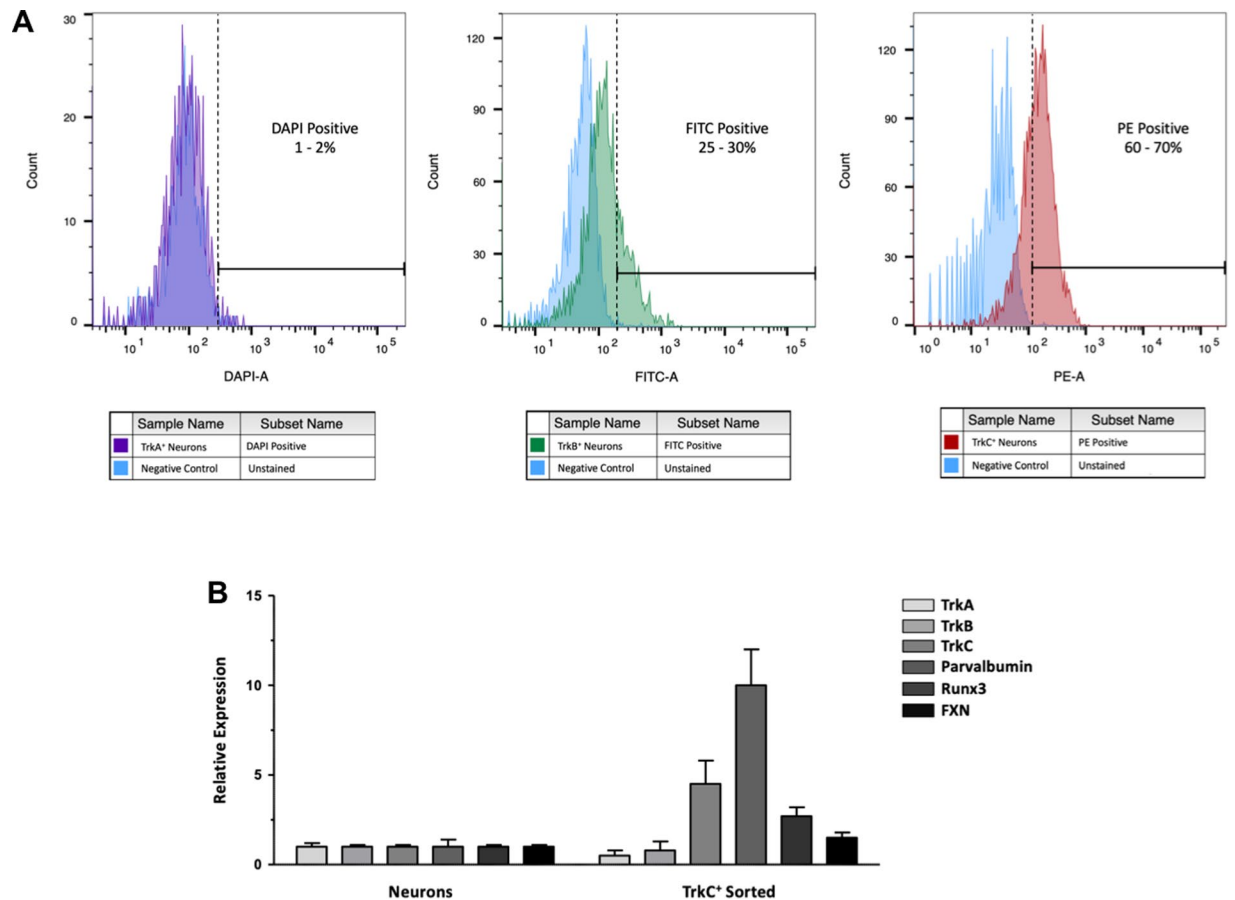 A
30
20
10
0
Count
DAPI Positive
1 - 2%
10 1
10 2
10 3
10 4
10 5
DAPI-A
Sample Name Subset Name
TrkA+ Neurons DAPI Positive
Negative Control Unstained
120
90
60
30
0
Count
FITC Positive
25 - 30%
10 1
10 2
10 3
10 4
10 5
FITC-A
Sample Name Subset Name
TrkB+ Neurons FITC Positive
Negative Control Unstained
120
90
60
30
0
Count
PE Positive
60 - 70%
10 0
10 1
10 2
10 3
10 4
10 5
PE-A
Sample Name Subset Name
TrkC+ Neurons PE Positive
Negative Control Unstained
B
15
10
5
0
Relative Expression
Neurons
TrkC+ Sorted
TrkA
TrkB
TrkC
Parvalbumin
Runx3
FXN